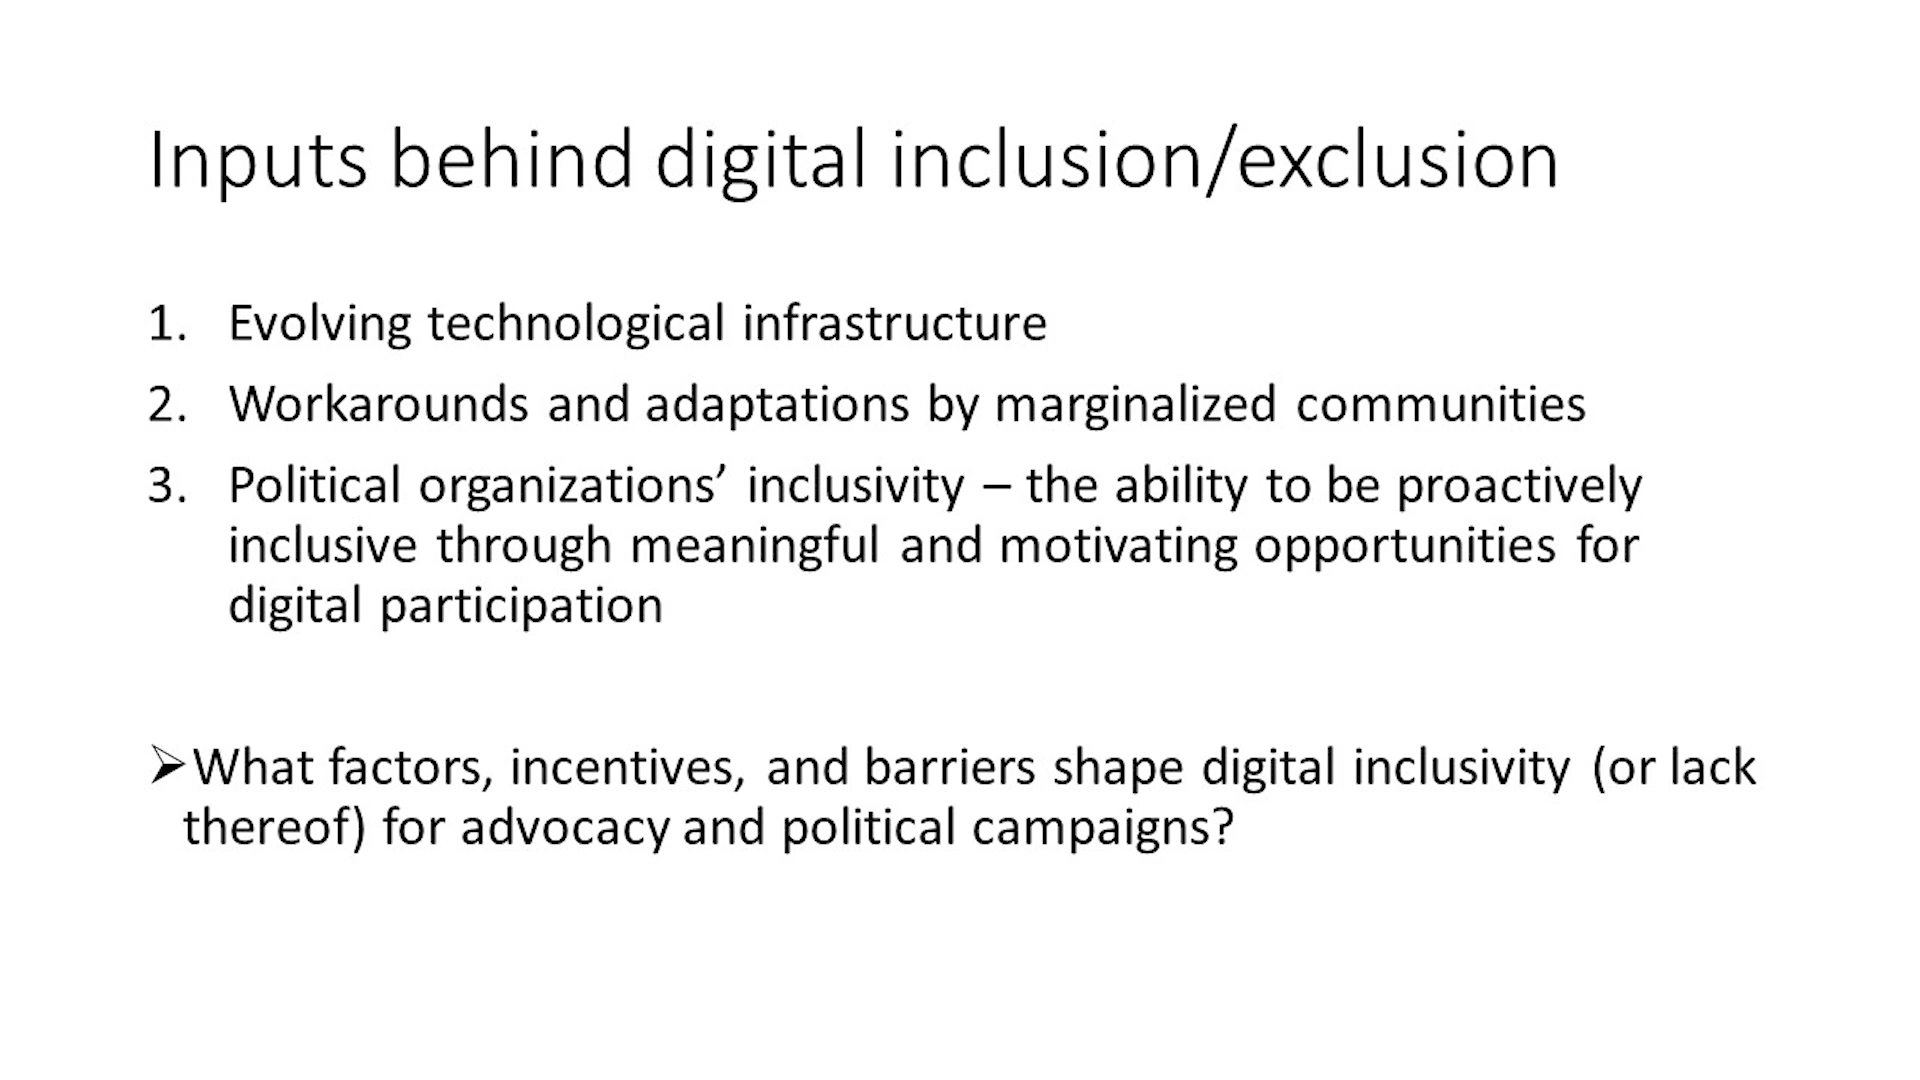 Inputs behind digital inclusion/exclusion
1. Evolving technological infrastructure
2. Workarounds and adaptations by marginalized communities
3. Political organizations’ inclusivity – the ability to be proactively
inclusive through meaningful and motivating opportunities for
digital participation
➢What factors, incentives, and barriers shape digital inclusivity (or lack
thereof) for advocacy and political campaigns?